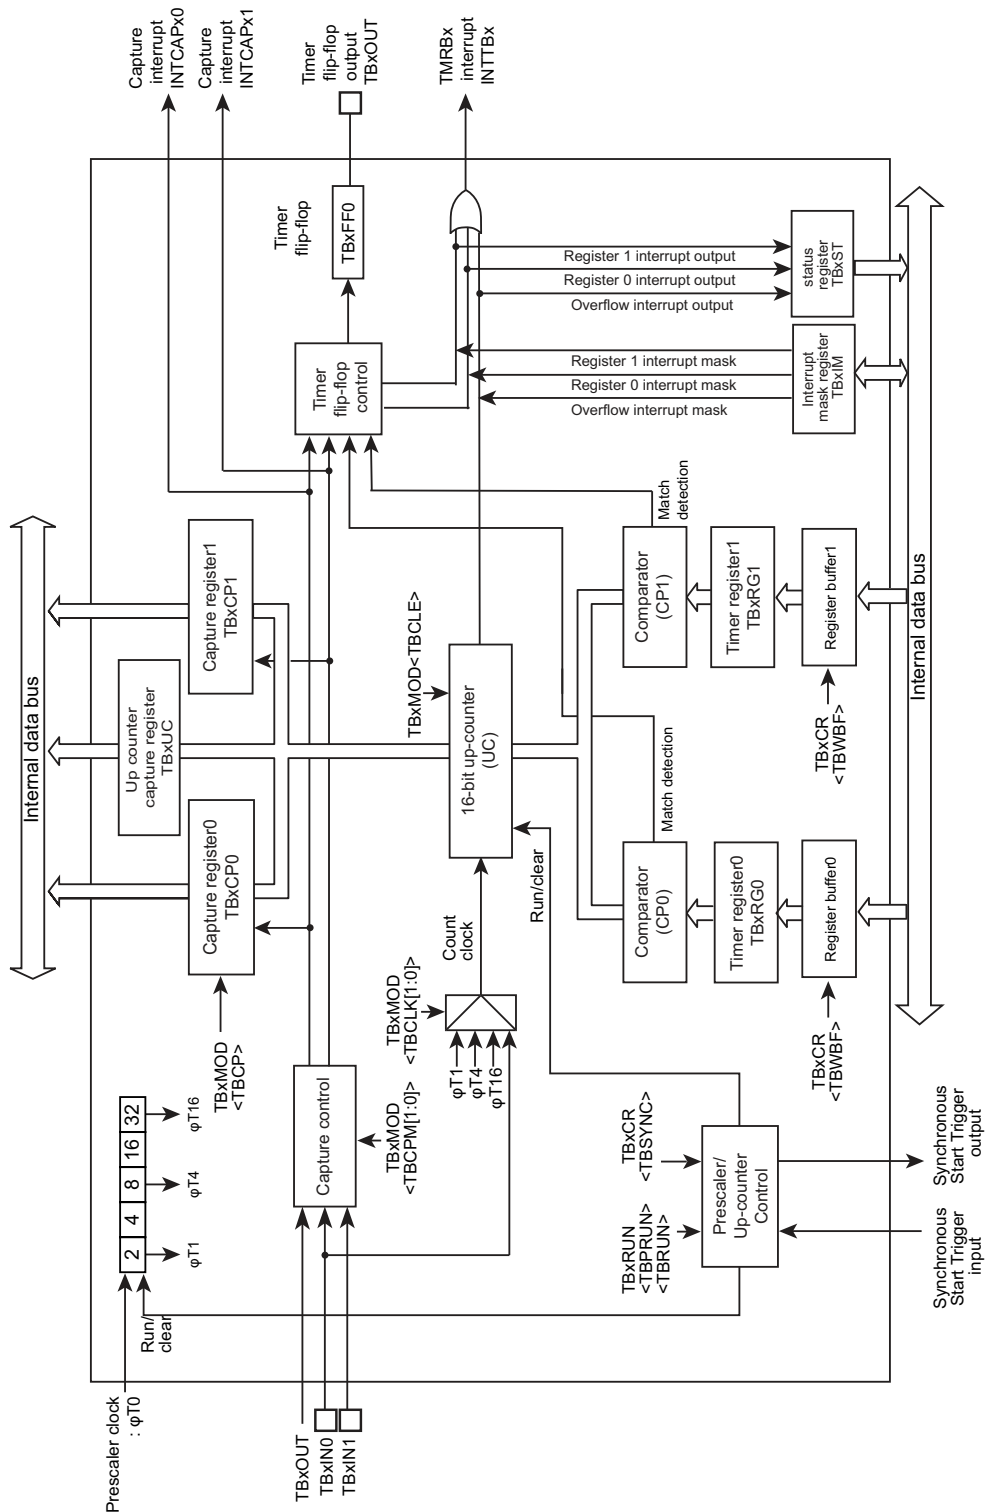 Prescaler clock
: φT0
2
4
8
16
32
φT1
φT4
φT16
Run/
clear
TBxOUT
TBxIN0
TBxIN1
Capture control
TBxMOD
<TBCPM[1:0]>
TBxMOD
<TBCP>
Internal data bus
Capture register0
TBxCP0
Up counter
capture register
TBxUC
Capture register1
TBxCP1
Capture
interrupt
INTCAPx0
Capture
interrupt
INTCAPx1
Timer
flip-flop
output
TBxOUT
TMRBx
interrupt
INTTBx
Timer
flip-flop
TBxFF0
Timer
flip-flop
control
TBxMOD
<TBCLK[1:0]>
φT1
φT4
φT16
Count
clock
TBxMOD<TBCLE>
16-bit up-counter
(UC)
Run/clear
Register 1 interrupt output
Register 0 interrupt output
Overflow interrupt output
Register 1 interrupt mask
Register 0 interrupt mask
Overflow interrupt mask
status
register
TBxST
Interrupt
mask register
TBxIM
TBxRUN
<TBPRUN>
<TBRUN>
TBxCR
<TBSYNC>
Prescaler/
Up-counter
Control
Synchronous
Start Trigger
input
Synchronous
Start Trigger
output
Comparator
(CP0)
Match detection
Timer register0
TBxRG0
Register buffer0
TBxCR
<TBWBF>
Comparator
(CP1)
Match
detection
Timer register1
TBxRG1
Register buffer1
TBxCR
<TBWBF>
Internal data bus